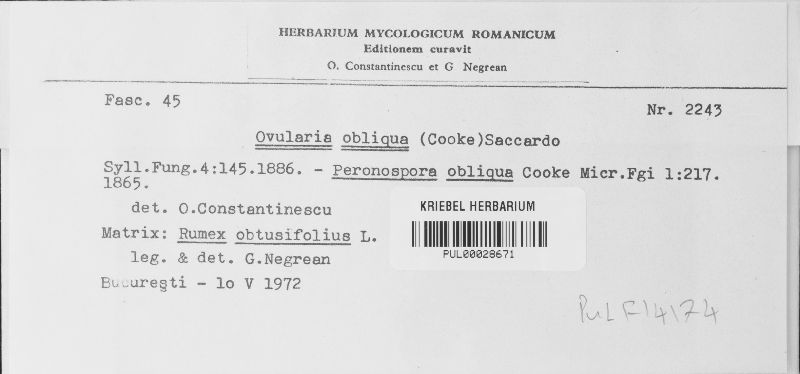 HERBARIUM MYCOLOGICUM ROMANICUM
Editionem curavit
O. Constantinescu et G Negrean
Fasc. 45
Nr. 2243
Ovularia obliqua (Cooke)Saccardo
Syll.Fung.4:145.1886. - Peronospora obliqua Cooke Micr.Fgi 1:217.
1865.
det. O.Constantinescu
Matrix: Rumex obtusifolius L.
leg. & det. G.Negrean
București - lo V 1972
KRIEBEL HERBARIUM
PUL00028671
PUL F14174